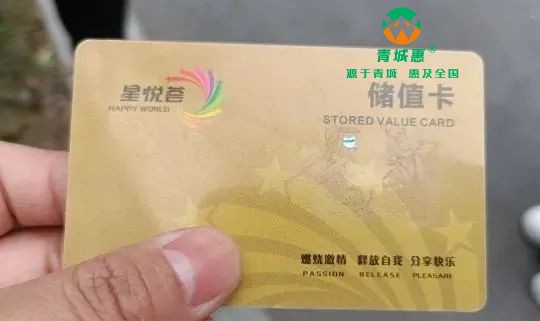 青城惠®
源于青城 惠及全国
星悦荟
HAPPY WORLD
储值卡
STORED VALUE CARD
燃烧激情 释放自我 分享快乐
PASSION RELEASE PLEASARE